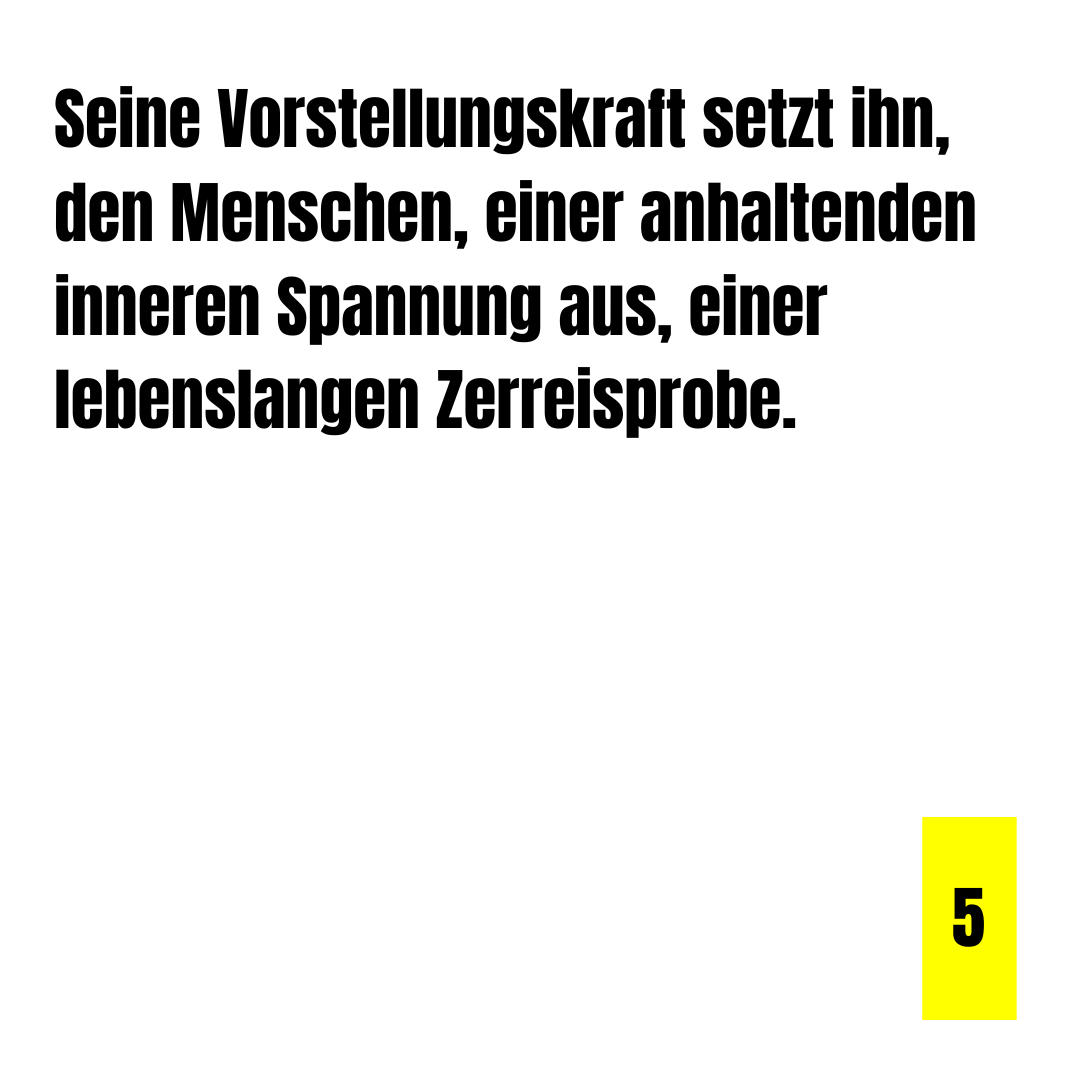 Seine Vorstellungskraft setzt ihn,
den Menschen, einer anhaltenden
inneren Spannung aus, einer
lebenslangen Zerreisprobe.
5